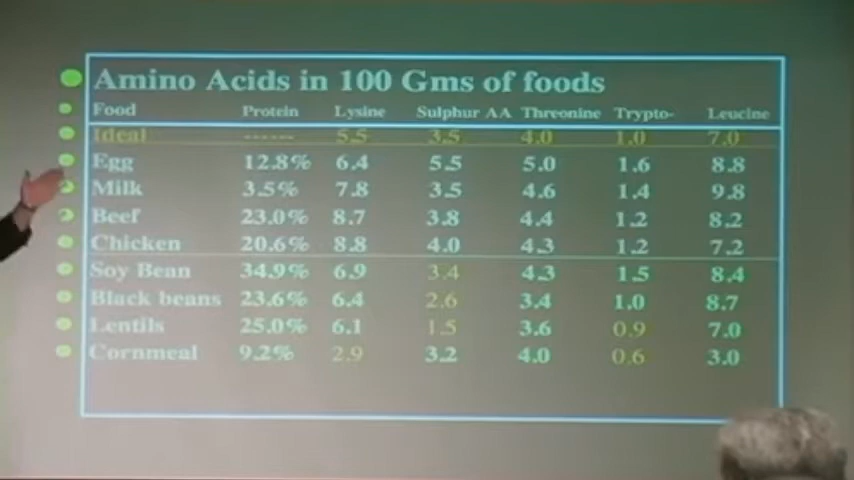 Amino Acids in 100 Gms of foods
Food Protein Lysine Sulphur AA Threonine Trypto- Leucine
Ideal ------ 5.5 3.5 4.0 1.0 7.0
Egg 12.8% 6.4 5.5 5.0 1.6 8.8
Milk 3.5% 7.8 3.5 4.6 1.4 9.8
Beef 23.0% 8.7 3.8 4.4 1.2 8.2
Chicken 20.6% 8.8 4.0 4.3 1.2 7.2
Soy Bean 34.9% 6.9 3.4 4.3 1.5 8.4
Black beans 23.6% 6.4 2.6 3.4 1.0 8.7
Lentils 25.0% 6.1 1.5 3.6 0.9 7.0
Cornmeal 9.2% 2.9 3.2 4.0 0.6 3.0